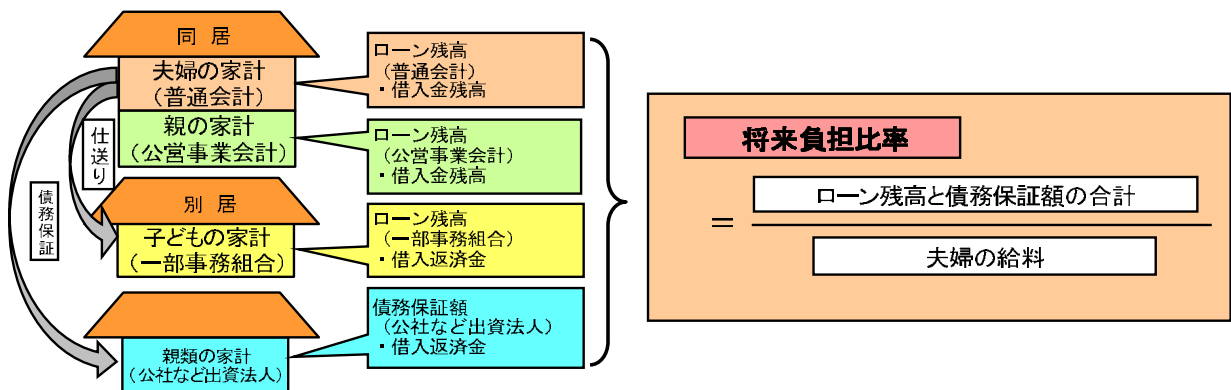 同 居
夫婦の家計
(普通会計)
親の家計
(公営事業会計)
仕送り
債務保証
別 居
子どもの家計
(一部事務組合)
親類の家計
(公社など出資法人)
ローン残高
(普通会計)
・借入金残高
ローン残高
(公営事業会計)
・借入金残高
ローン残高
(一部事務組合)
・借入返済金
債務保証額
(公社など出資法人)
・借入返済金
将来負担比率
ローン残高と債務保証額の合計
=
夫婦の給料